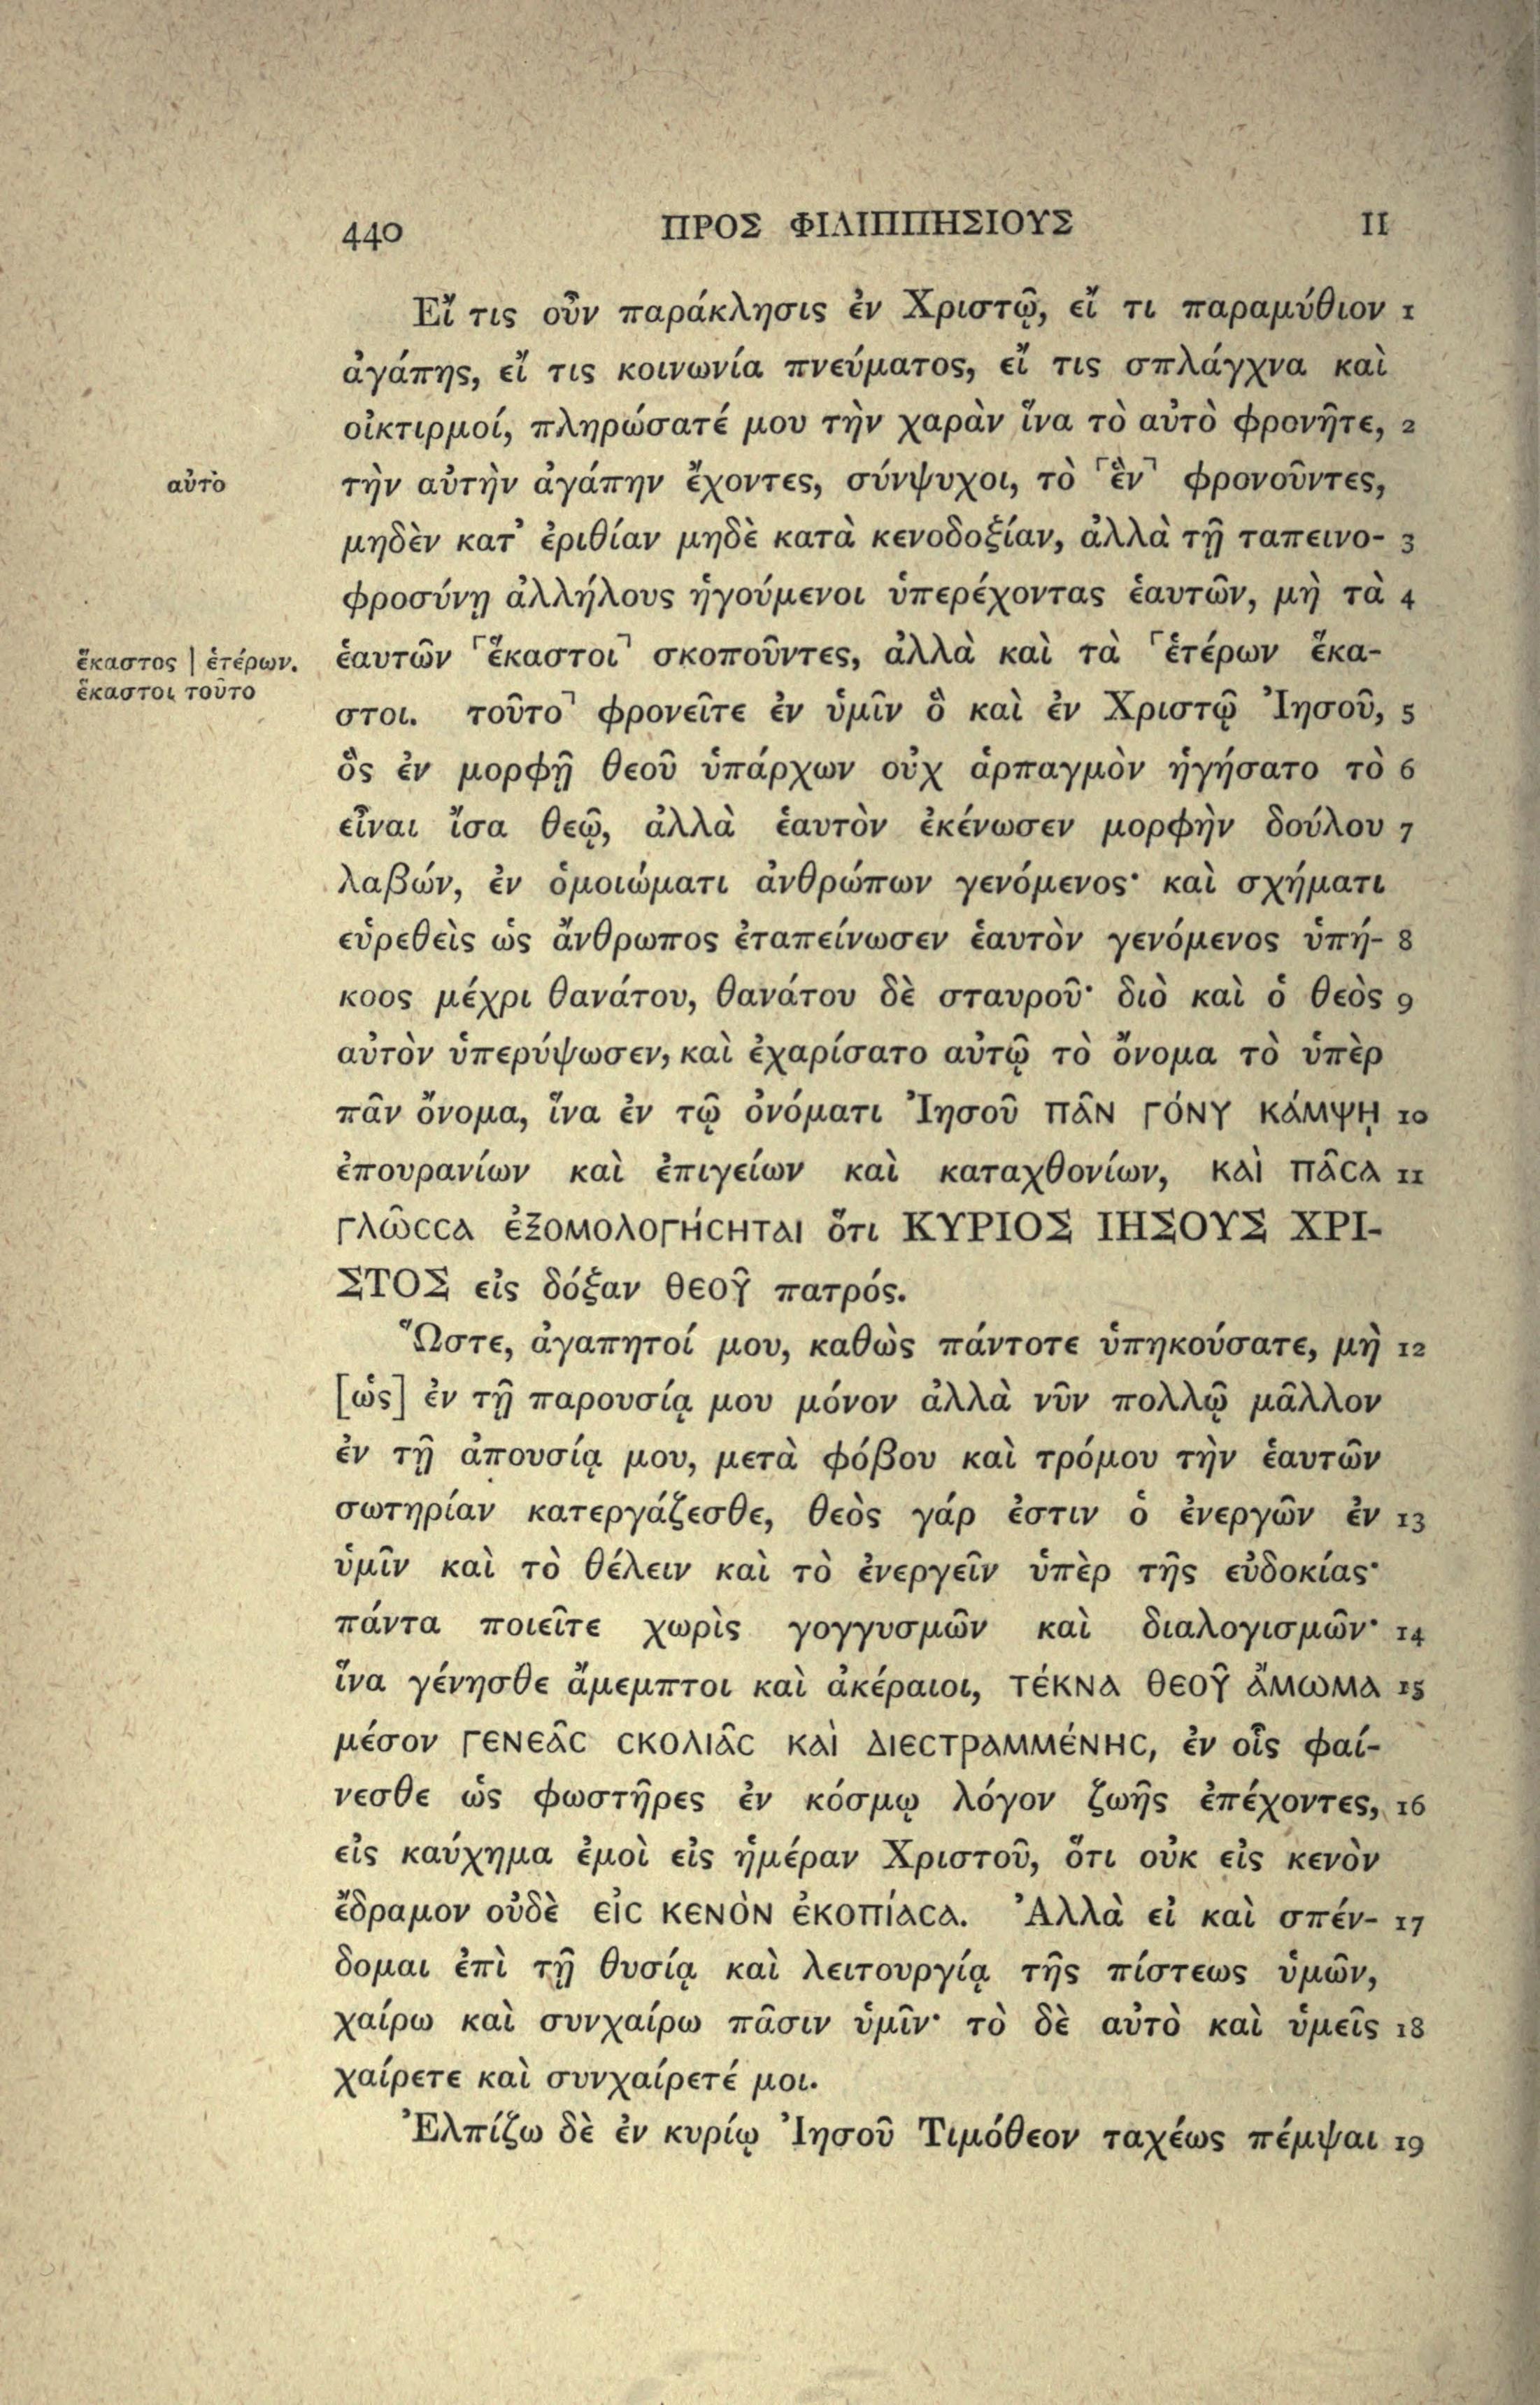 440 ΠΡΟΣ ΦΙΛΙΠΠΗΣΙΟΥΣ II
Εἴ τις οὖν παράκλησις ἐν Χριστῷ, εἴ τι παραμύθιον 1
ἀγάπης, εἴ τις κοινωνία πνεύματος, εἴ τις σπλάγχνα καὶ
οἰκτιρμοί, πληρώσατέ μου τὴν χαρὰν ἵνα τὸ αὐτὸ φρονῆτε, 2
αὐτὸ
τὴν αὐτὴν ἀγάπην ἔχοντες, σύνψυχοι, τὸ ⸢ἓν⸣ φρονοῦντες,
μηδὲν κατ᾽ ἐριθίαν μηδὲ κατὰ κενοδοξίαν, ἀλλὰ τῇ ταπεινο- 3
φροσύνῃ ἀλλήλους ἡγούμενοι ὑπερέχοντας ἑαυτῶν, μὴ τὰ 4
ἕκαστος | ἑτέρων.
ἕκαστοι τοῦτο
ἑαυτῶν ⸢ἕκαστοι⸣ σκοποῦντες, ἀλλὰ καὶ τὰ ⸢ἑτέρων ἕκα-
στοι. τοῦτο⸣ φρονεῖτε ἐν ὑμῖν ὃ καὶ ἐν Χριστῷ Ἰησοῦ, 5
ὃς ἐν μορφῇ θεοῦ ὑπάρχων οὐχ ἁρπαγμὸν ἡγήσατο τὸ 6
εἶναι ἴσα θεῷ, ἀλλὰ ἑαυτὸν ἐκένωσεν μορφὴν δούλου 7
λαβών, ἐν ὁμοιώματι ἀνθρώπων γενόμενος· καὶ σχήματι
εὑρεθεὶς ὡς ἄνθρωπος ἐταπείνωσεν ἑαυτὸν γενόμενος ὑπή- 8
κοος μέχρι θανάτου, θανάτου δὲ σταυροῦ· διὸ καὶ ὁ θεὸς 9
αὐτὸν ὑπερύψωσεν, καὶ ἐχαρίσατο αὐτῷ τὸ ὄνομα τὸ ὑπὲρ
πᾶν ὄνομα, ἵνα ἐν τῷ ὀνόματι Ἰησοῦ πᾶν γόνυ κάμψῃ 10
ἐπουρανίων καὶ ἐπιγείων καὶ καταχθονίων, καὶ πᾶσα 11
γλῶσσα ἐξομολογήσηται ὅτι ΚΥΡΙΟΣ ΙΗΣΟΥΣ ΧΡΙ-
ΣΤΟΣ εἰς δόξαν θεοῦ πατρός.
Ὥστε, ἀγαπητοί μου, καθὼς πάντοτε ὑπηκούσατε, μὴ 12
[ὡς] ἐν τῇ παρουσίᾳ μου μόνον ἀλλὰ νῦν πολλῷ μᾶλλον
ἐν τῇ ἀπουσίᾳ μου, μετὰ φόβου καὶ τρόμου τὴν ἑαυτῶν
σωτηρίαν κατεργάζεσθε, θεὸς γάρ ἐστιν ὁ ἐνεργῶν ἐν 13
ὑμῖν καὶ τὸ θέλειν καὶ τὸ ἐνεργεῖν ὑπὲρ τῆς εὐδοκίας·
πάντα ποιεῖτε χωρὶς γογγυσμῶν καὶ διαλογισμῶν· 14
ἵνα γένησθε ἄμεμπτοι καὶ ἀκέραιοι, τέκνα θεοῦ ἄμωμα 15
μέσον γενεᾶς σκολιᾶς καὶ διεστραμμένης, ἐν οἷς φαί-
νεσθε ὡς φωστῆρες ἐν κόσμῳ λόγον ζωῆς ἐπέχοντες, 16
εἰς καύχημα ἐμοὶ εἰς ἡμέραν Χριστοῦ, ὅτι οὐκ εἰς κενὸν
ἔδραμον οὐδὲ εἰς κενὸν ἐκοπίασα. Ἀλλὰ εἰ καὶ σπέν- 17
δομαι ἐπὶ τῇ θυσίᾳ καὶ λειτουργίᾳ τῆς πίστεως ὑμῶν,
χαίρω καὶ συνχαίρω πᾶσιν ὑμῖν· τὸ δὲ αὐτὸ καὶ ὑμεῖς 18
χαίρετε καὶ συνχαίρετέ μοι.
Ἐλπίζω δὲ ἐν κυρίῳ Ἰησοῦ Τιμόθεον ταχέως πέμψαι 19